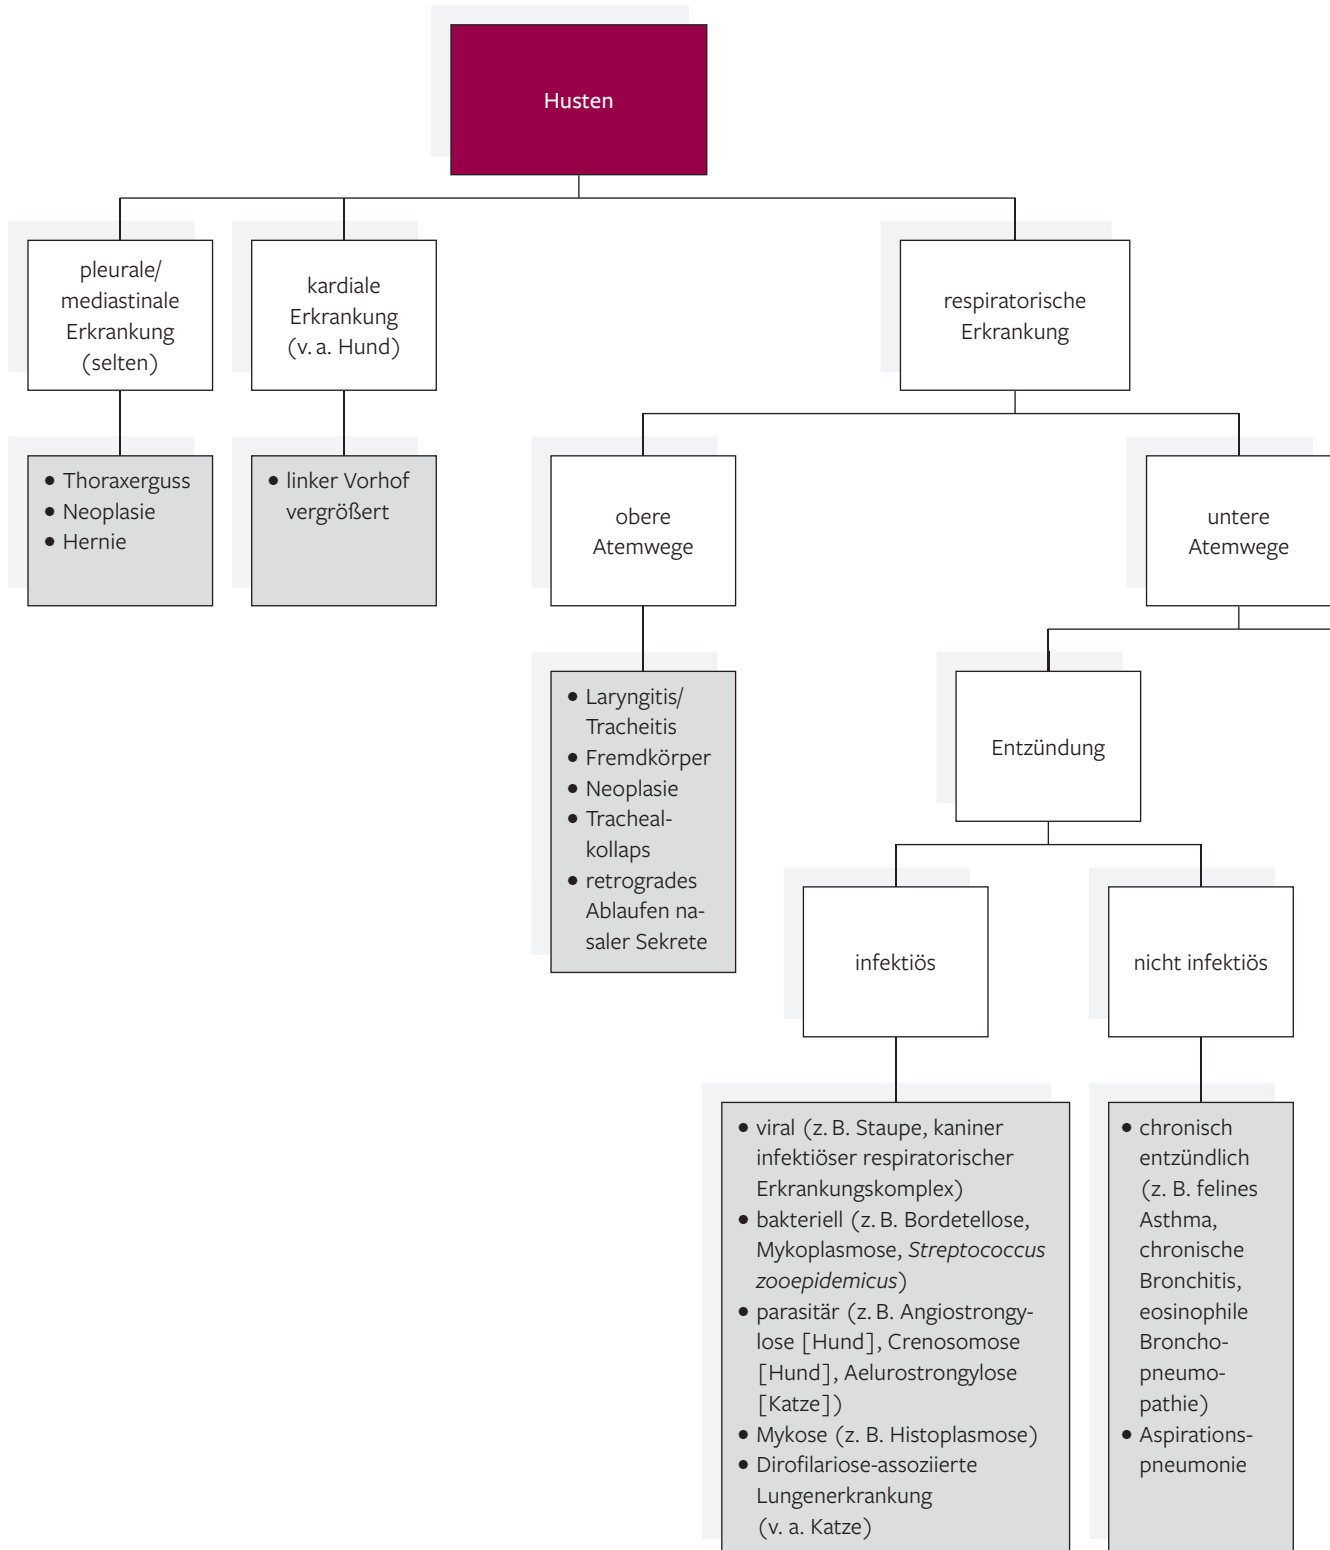 Husten
pleurale/
mediastinale
Erkrankung
(selten)
kardiale
Erkrankung
(v. a. Hund)
respiratorische
Erkrankung
• Thoraxerguss
• Neoplasie
• Hernie
• linker Vorhof
vergrößert
obere
Atemwege
untere
Atemwege
• Laryngitis/
Tracheitis
• Fremdkörper
• Neoplasie
• Tracheal-
kollaps
• retrogrades
Ablaufen na-
saler Sekrete
Entzündung
infektiös
nicht infektiös
• viral (z. B. Staupe, kaniner
infektiöser respiratorischer
Erkrankungskomplex)
• bakteriell (z. B. Bordetellose,
Mykoplasmose, Streptococcus
zooepidemicus)
• parasitär (z. B. Angiostrongy-
lose [Hund], Crenosomose
[Hund], Aelurostrongylose
[Katze])
• Mykose (z. B. Histoplasmose)
• Dirofilariose-assoziierte
Lungenerkrankung
(v. a. Katze)
• chronisch
entzündlich
(z. B. felines
Asthma,
chronische
Bronchitis,
eosinophile
Broncho-
pneumo-
pathie)
• Aspirations-
pneumonie